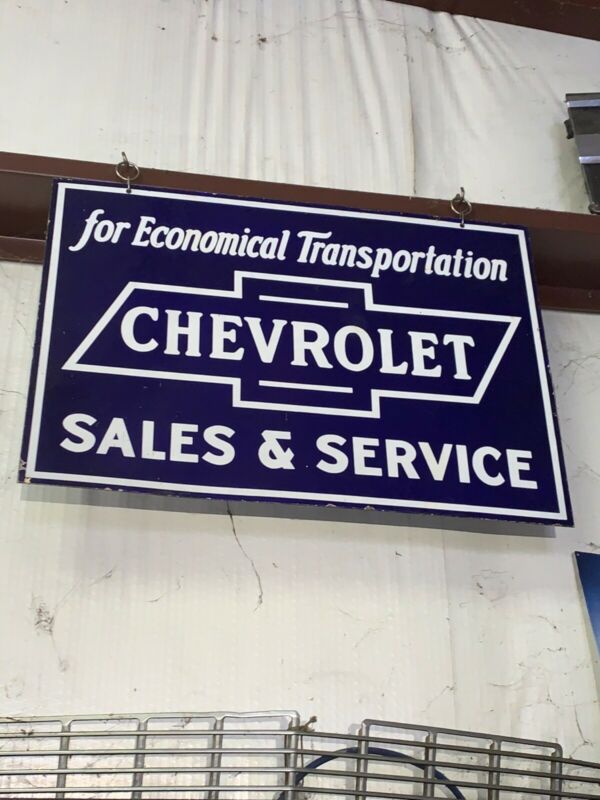 for Economical Transportation
CHEVROLET
SALES & SERVICE